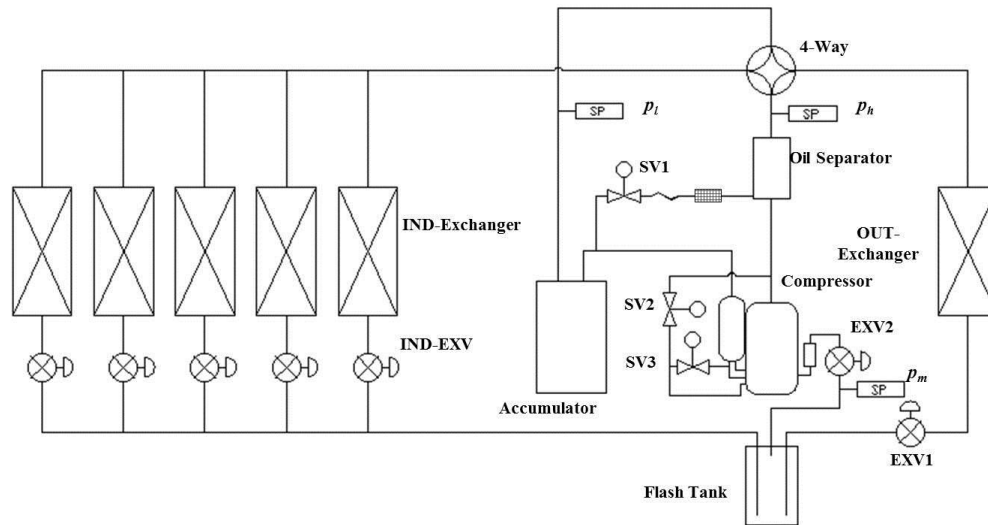 4-Way
SP
p_l
SP
p_h
Oil Separator
SV1
IND-Exchanger
OUT-
Exchanger
Compressor
SV2
EXV2
IND-EXV
SV3
p_m
SP
Accumulator
EXV1
Flash Tank